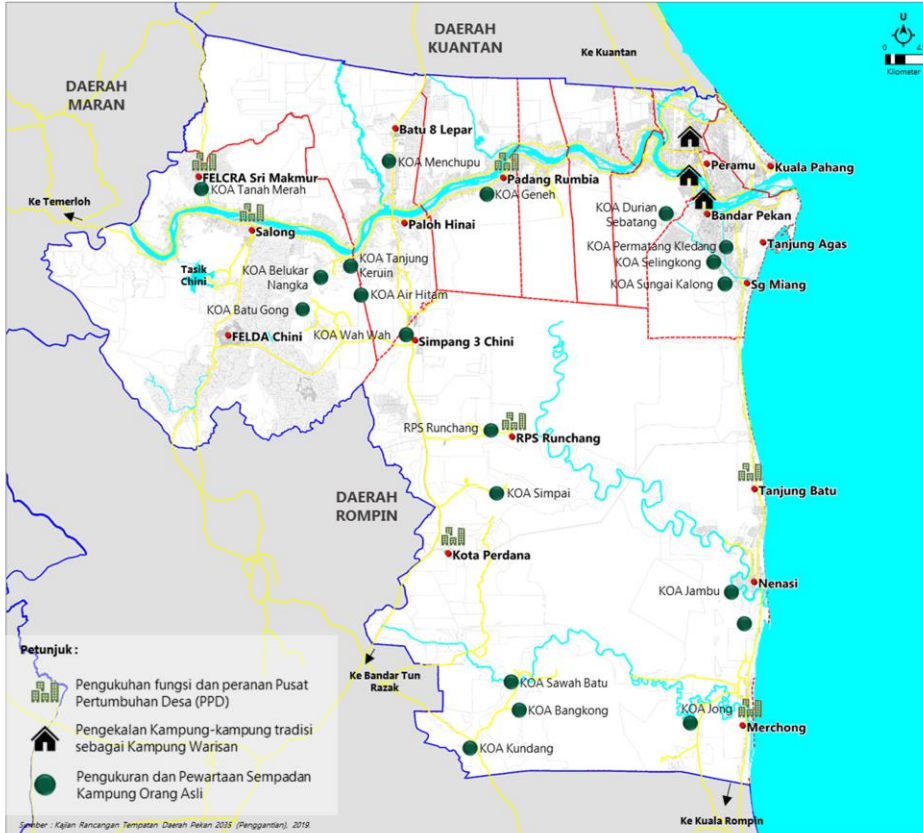 DAERAH
KUANTAN
Ke Kuantan
U
0
Kilometer
DAERAH
MARAN
Batu 8 Lepar
KOA Menchupu
Peramu
Kuala Pahang
FELCRA Sri Makmur
KOA Tanah Merah
Padang Rumbia
KOA Geneh
Ke Temerloh
KOA Durian
Sebatang
Bandar Pekan
Salong
Paloh Hinai
KOA Permatang Kledang
Tanjung Agas
KOA Selingkong
Tasik
Chini
KOA Belukar
Nangka
KOA Tanjung
Keruin
KOA Sungai Kalong
Sg Miang
KOA Air Hitam
KOA Batu Gong
FELDA Chini
KOA Wah Wah
Simpang 3 Chini
RPS Runchang
RPS Runchang
DAERAH
ROMPIN
KOA Simpai
Tanjung Batu
Kota Perdana
Nenasi
KOA Jambu
Petunjuk :
Pengukuhan fungsi dan peranan Pusat
Pertumbuhan Desa (PPD)
Pengekalan Kampung-kampung tradisi
sebagai Kampung Warisan
Pengukuran dan Pewartaan Sempadan
Kampung Orang Asli
Ke Bandar Tun
Razak
KOA Sawah Batu
KOA Bangkong
KOA Jong
Merchong
KOA Kundang
Ke Kuala Rompin
Sumber : Kajian Rancangan Tempatan Daerah Pekan 2035 (Penggantian), 2019.